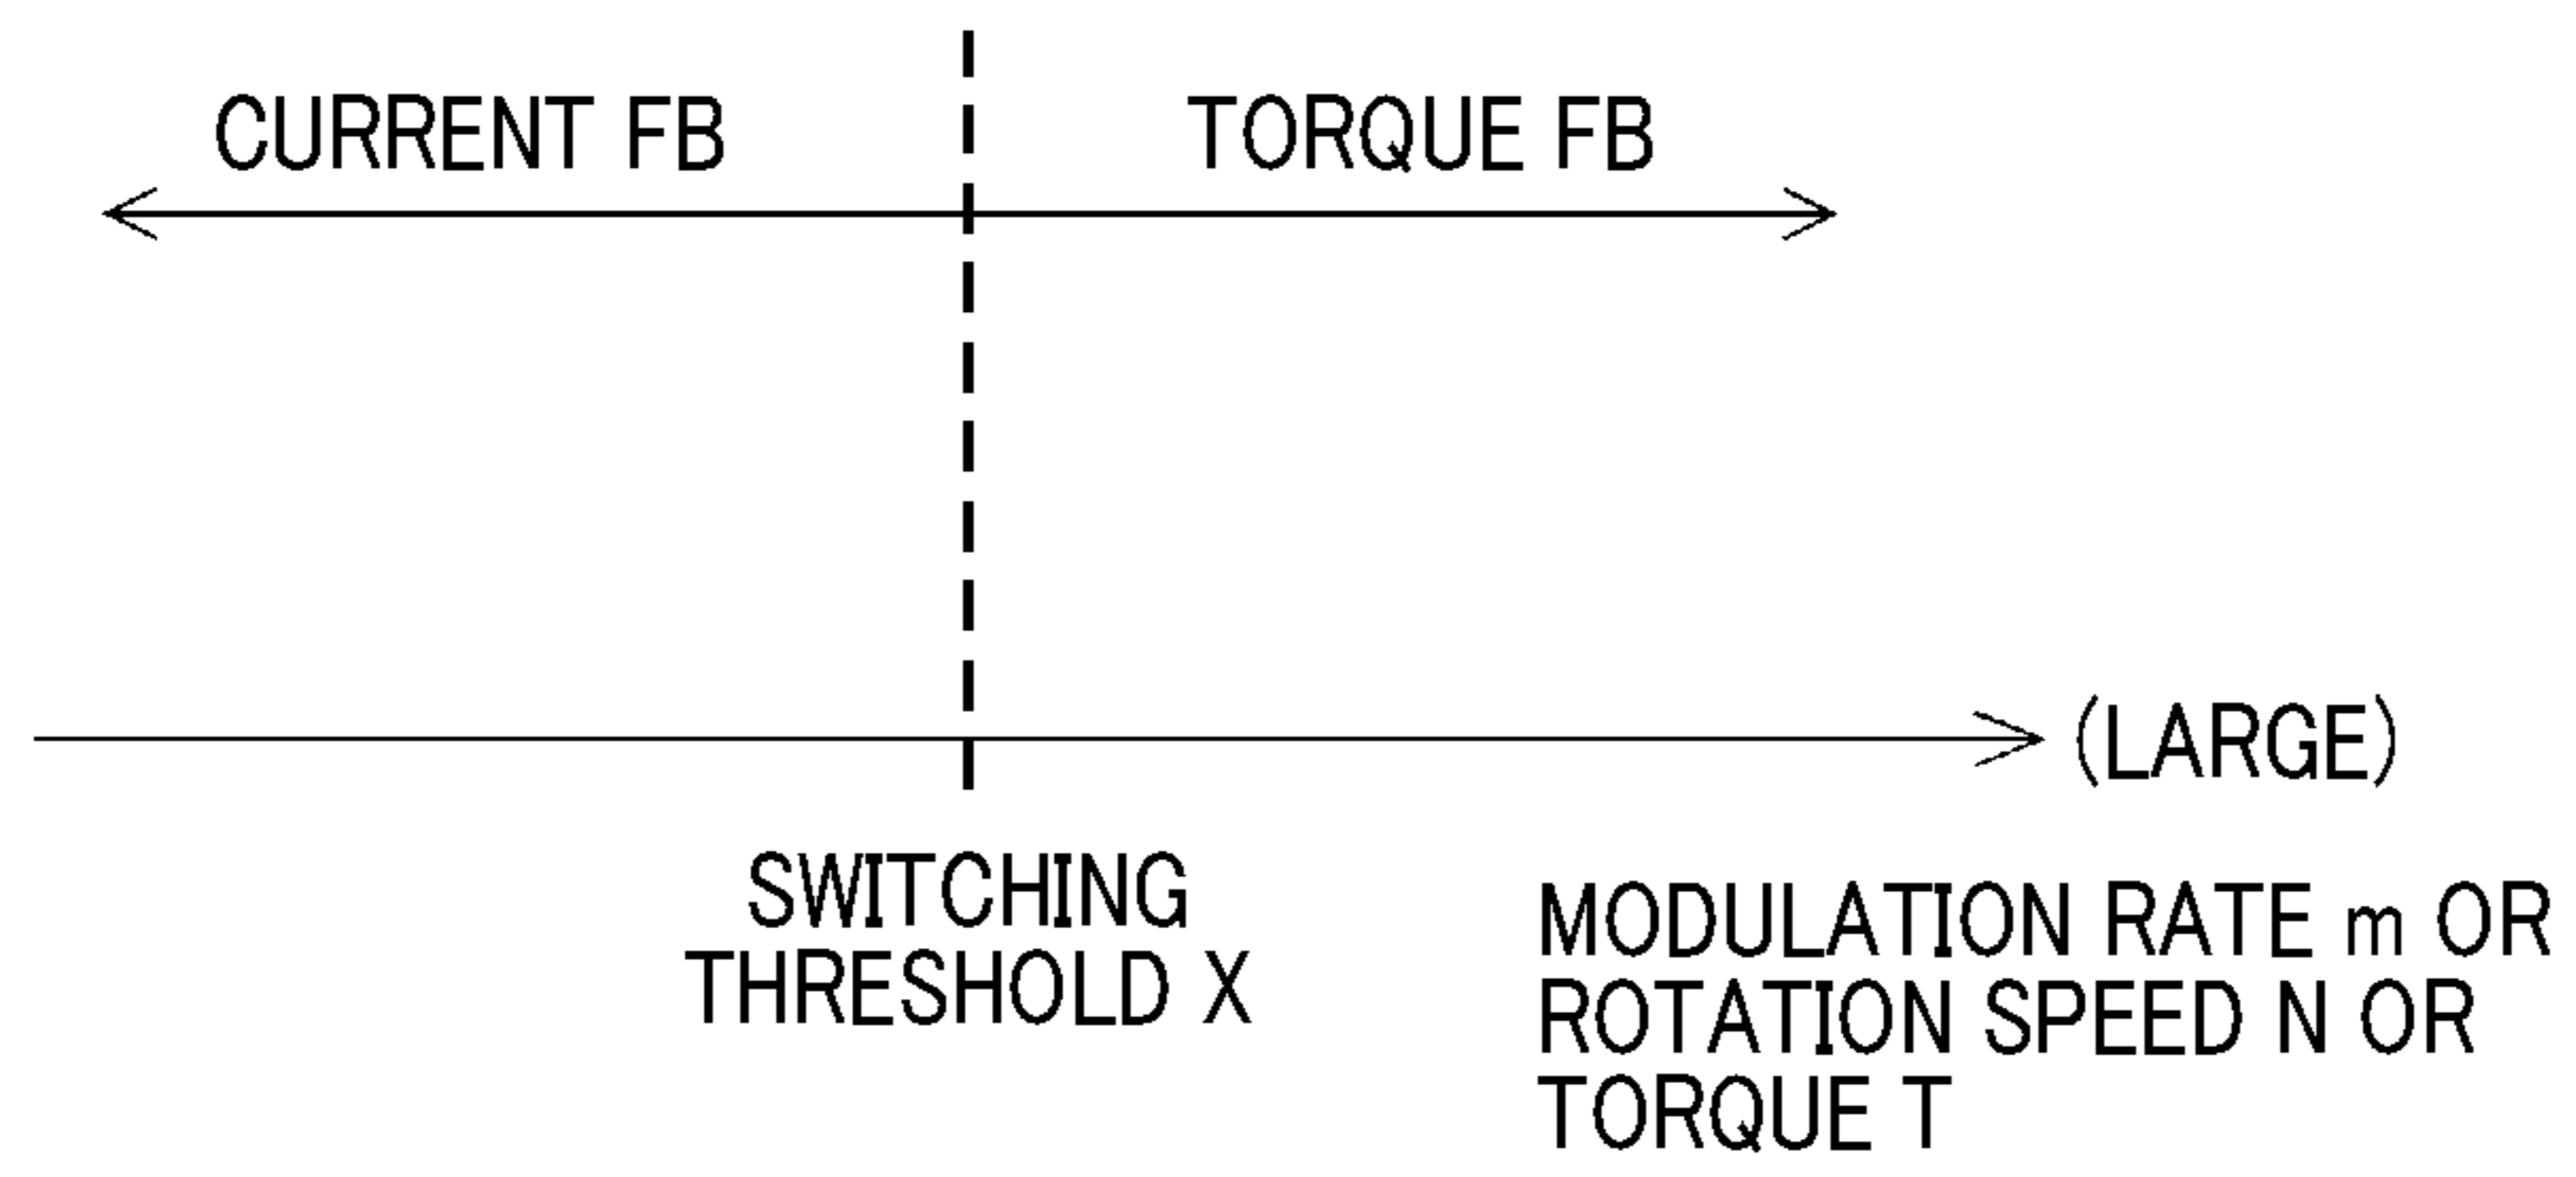 CURRENT FB
TORQUE FB
(LARGE)
SWITCHING
THRESHOLD X
MODULATION RATE m OR
ROTATION SPEED N OR
TORQUE T